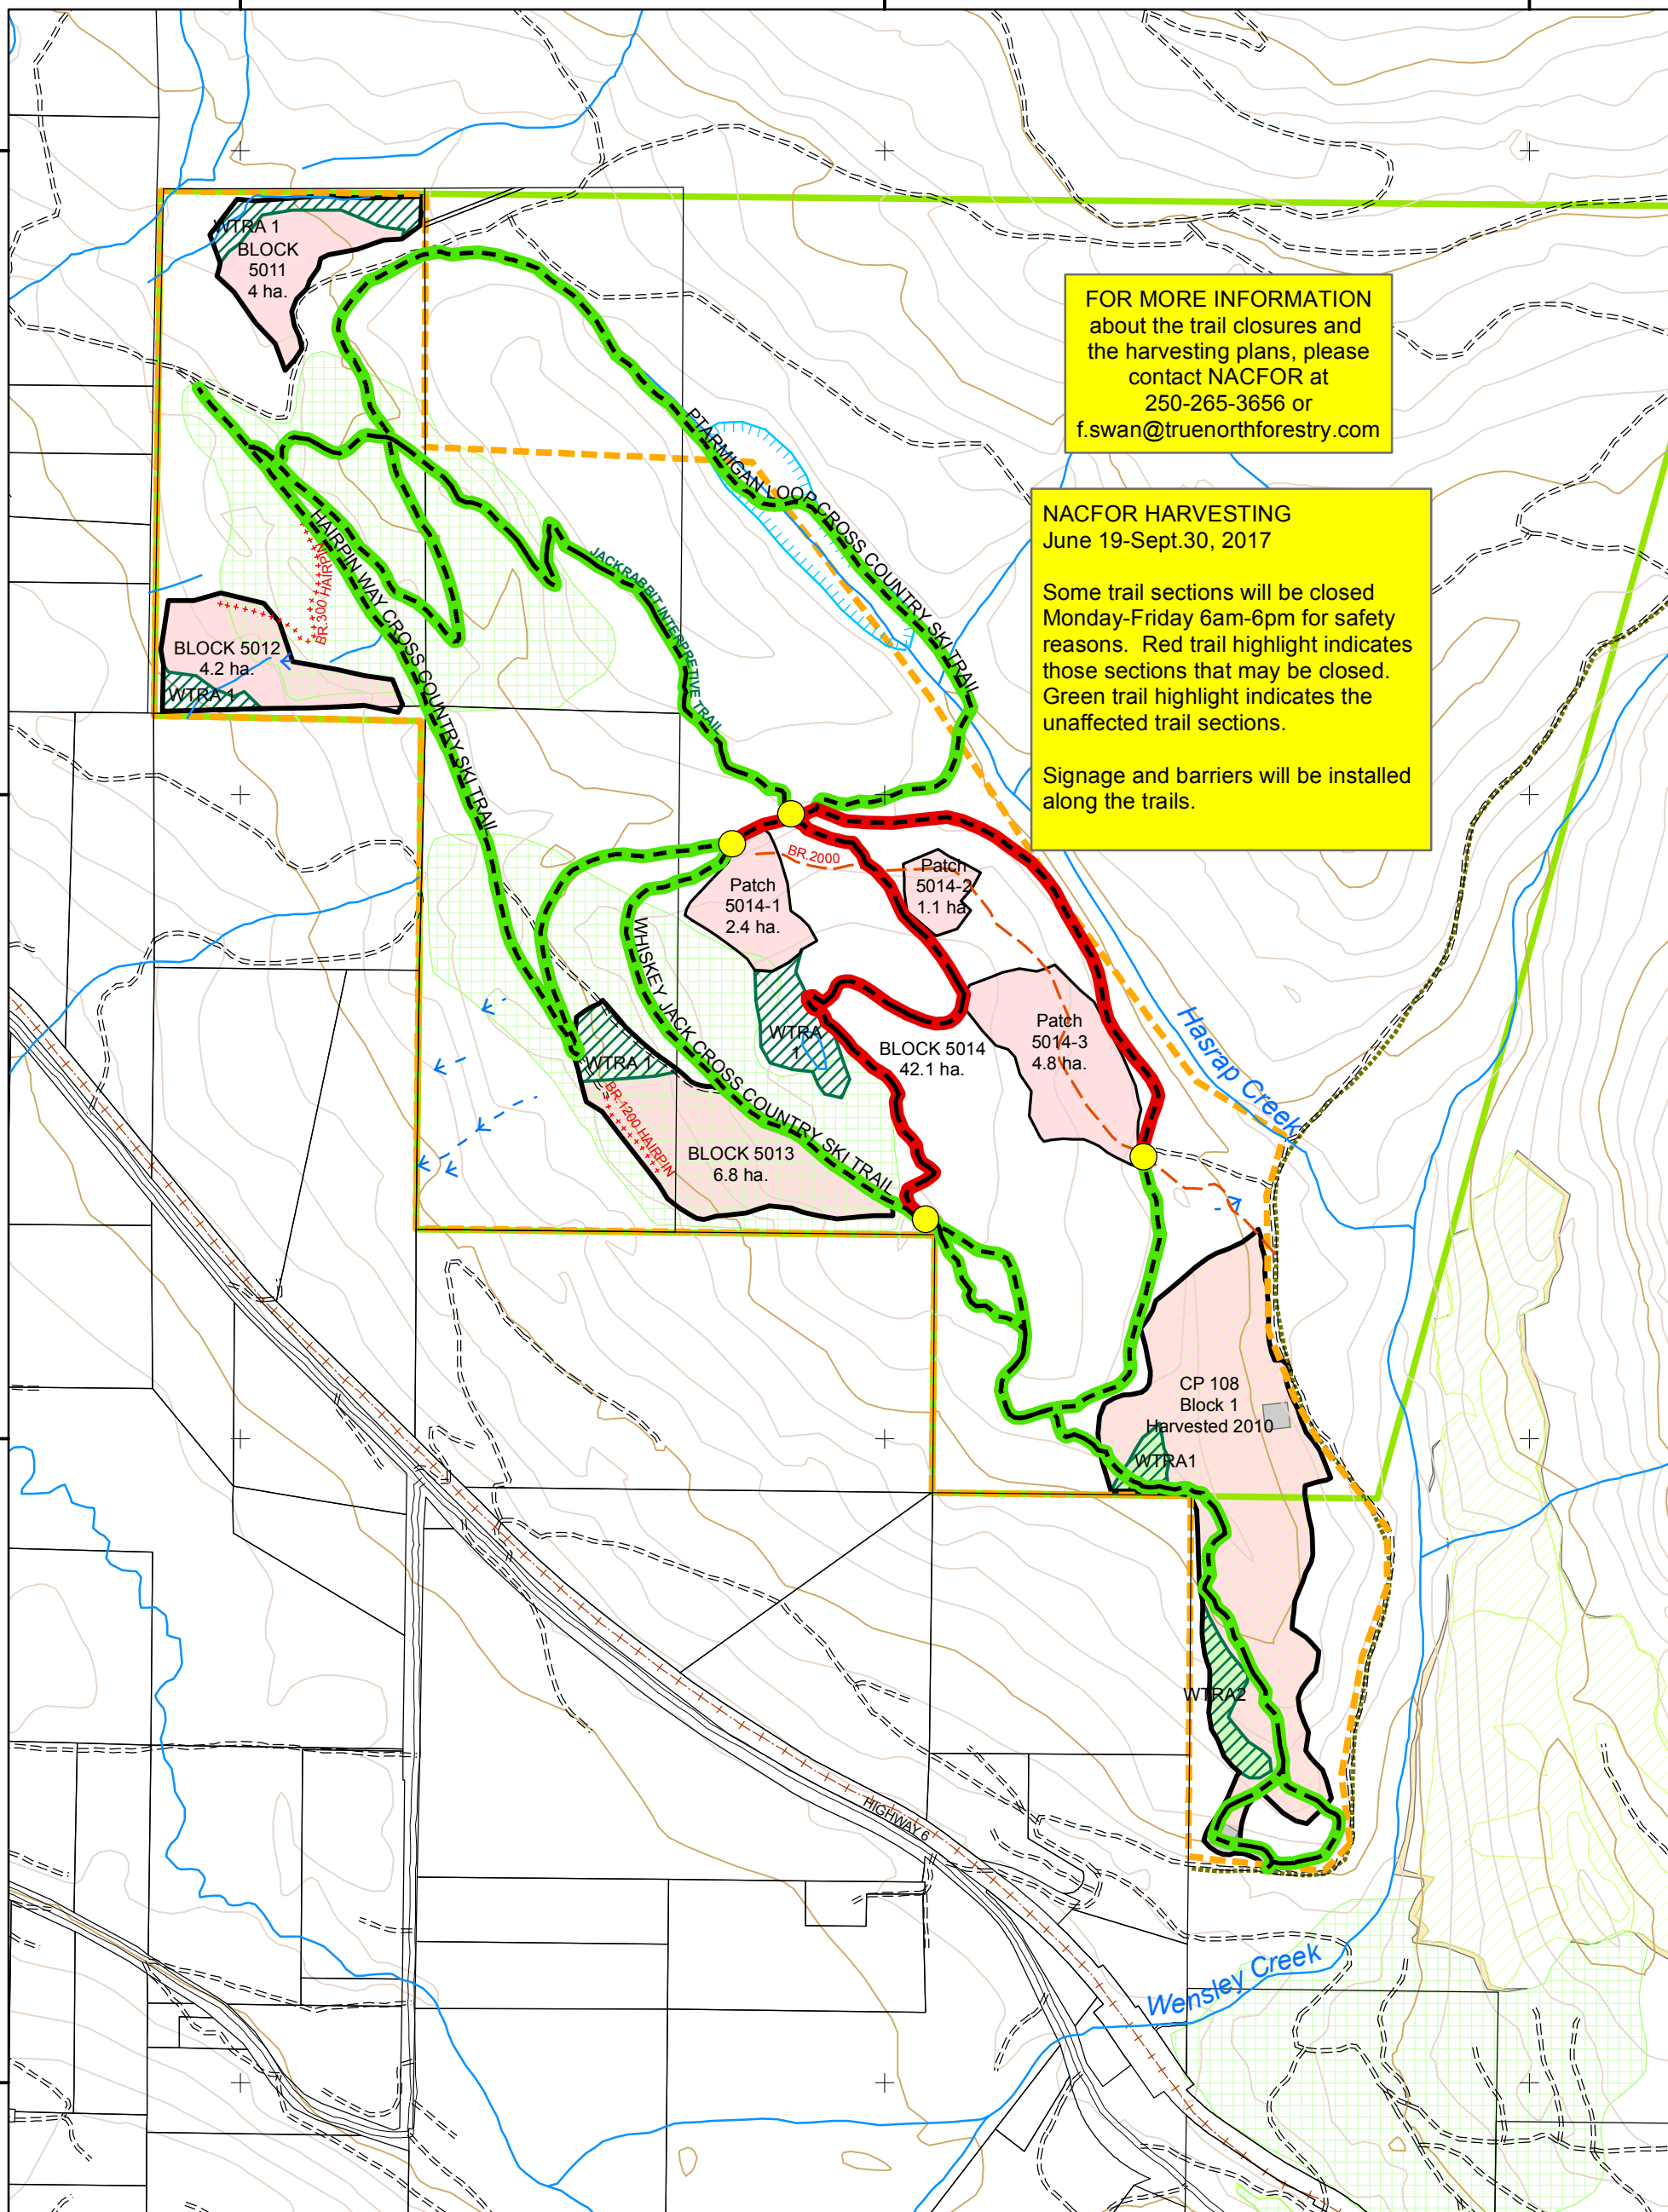 WTRA 1
BLOCK
5011
4 ha.
FOR MORE INFORMATION
about the trail closures and
the harvesting plans, please
contact NACFOR at
250-265-3656 or
f.swan@truenorthforestry.com
NACFOR HARVESTING
June 19-Sept.30, 2017
Some trail sections will be closed
Monday-Friday 6am-6pm for safety
reasons. Red trail highlight indicates
those sections that may be closed.
Green trail highlight indicates the
unaffected trail sections.
Signage and barriers will be installed
along the trails.
PTARMIGAN LOOP CROSS COUNTRY SKI TRAIL
HAIRPIN WAY CROSS COUNTRY SKI TRAIL
BR.300 HAIRPIN
JACKRABBIT INTERPRETIVE TRAIL
BLOCK 5012
4.2 ha.
WTRA 1
BR.2000
Patch
5014-1
2.4 ha.
Patch
5014-2
1.1 ha
WHISKEY JACK CROSS COUNTRY SKI TRAIL
WTRA
1
BLOCK 5014
42.1 ha.
Patch
5014-3
4.8 ha.
Hasrap Creek
WTRA 1
BR.1200 HAIRPIN
BLOCK 5013
6.8 ha.
CP 108
Block 1
Harvested 2010
WTRA1
WTRA2
HIGHWAY 6
Wensley Creek